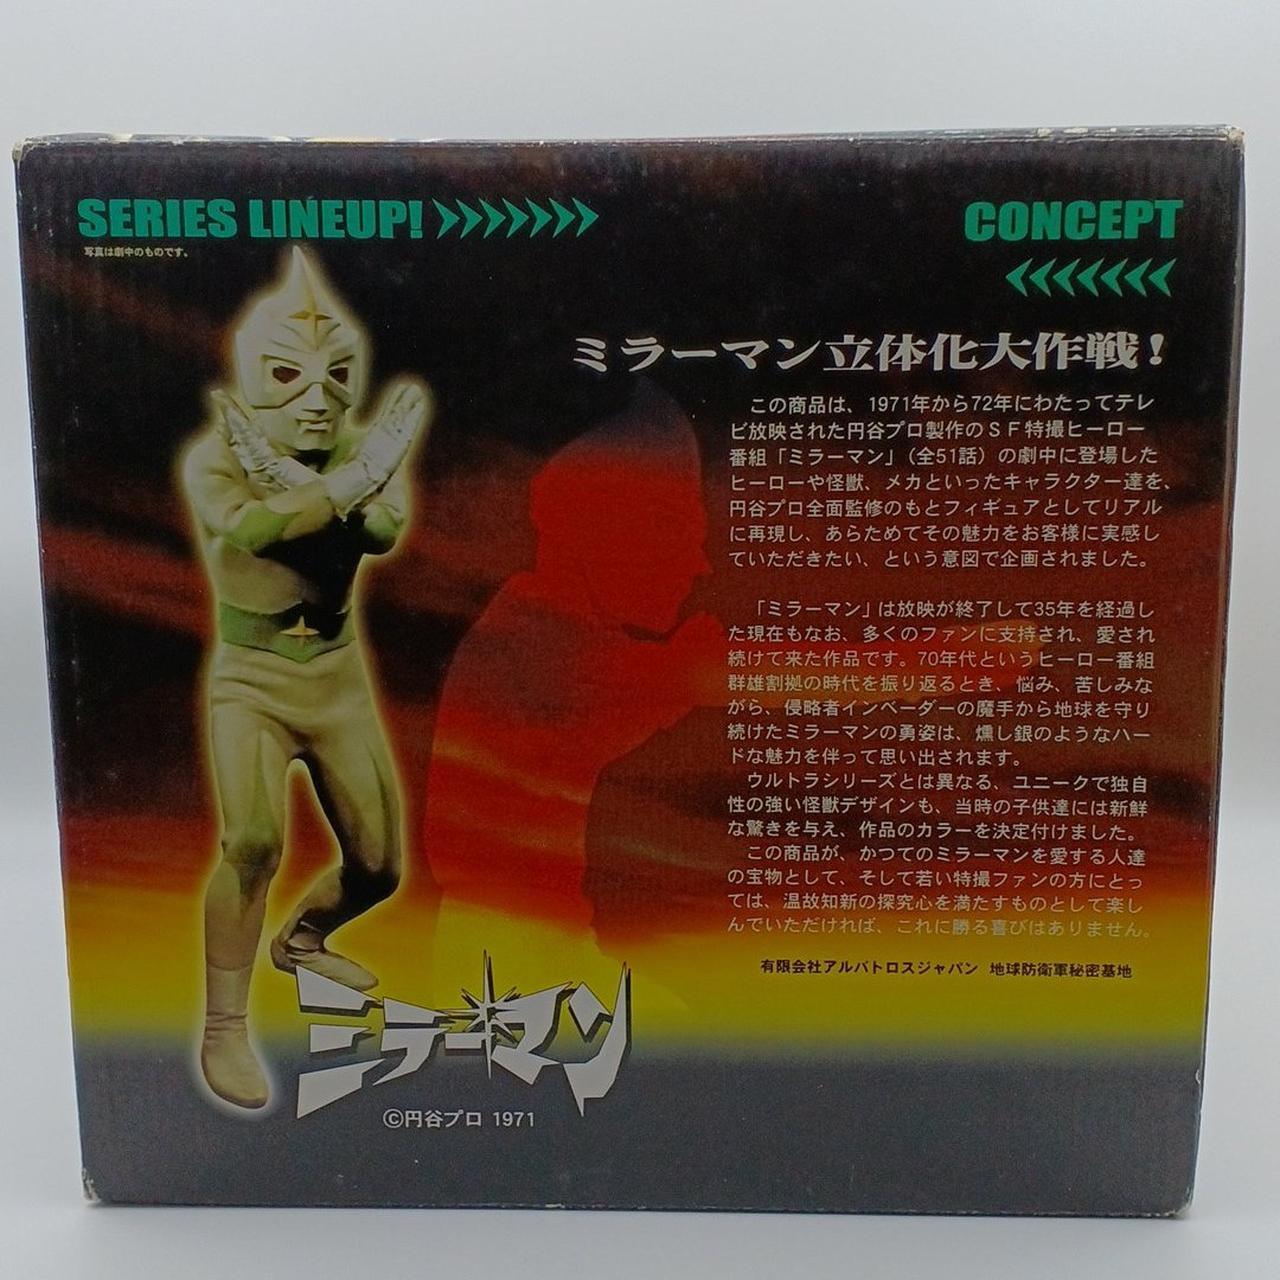 SERIES LINEUP!
写真は劇中のものです。
CONCEPT
ミラーマン立体化大作戦！
この商品は、1971年から72年にわたってテレ
ビ放映された円谷プロ製作のＳＦ特撮ヒーロー
番組「ミラーマン」（全51話）の劇中に登場した
ヒーローや怪獣、メカといったキャラクター達を、
円谷プロ全面監修のもとフィギュアとしてリアル
に再現し、あらためてその魅力をお客様に実感し
ていただきたい、という意図で企画されました。
「ミラーマン」は放映が終了して35年を経過し
た現在もなお、多くのファンに支持され、愛され
続けて来た作品です。70年代というヒーロー番組
群雄割拠の時代を振り返るとき、悩み、苦しみな
がら、侵略者インベーダーの魔手から地球を守り
続けたミラーマンの勇姿は、燻し銀のようなハー
ドな魅力を伴って思い出されます。
ウルトラシリーズとは異なる、ユニークで独自
性の強い怪獣デザインも、当時の子供達には新鮮
な驚きを与え、作品のカラーを決定付けました。
この商品が、かつてのミラーマンを愛する人達
の宝物として、そして若い特撮ファンの方にとっ
ては、温故知新の探究心を満たすものとして楽し
んでいただければ、これに勝る喜びはありません。
有限会社アルバトロスジャパン 地球防衛軍秘密基地
ミラーマン
©円谷プロ 1971